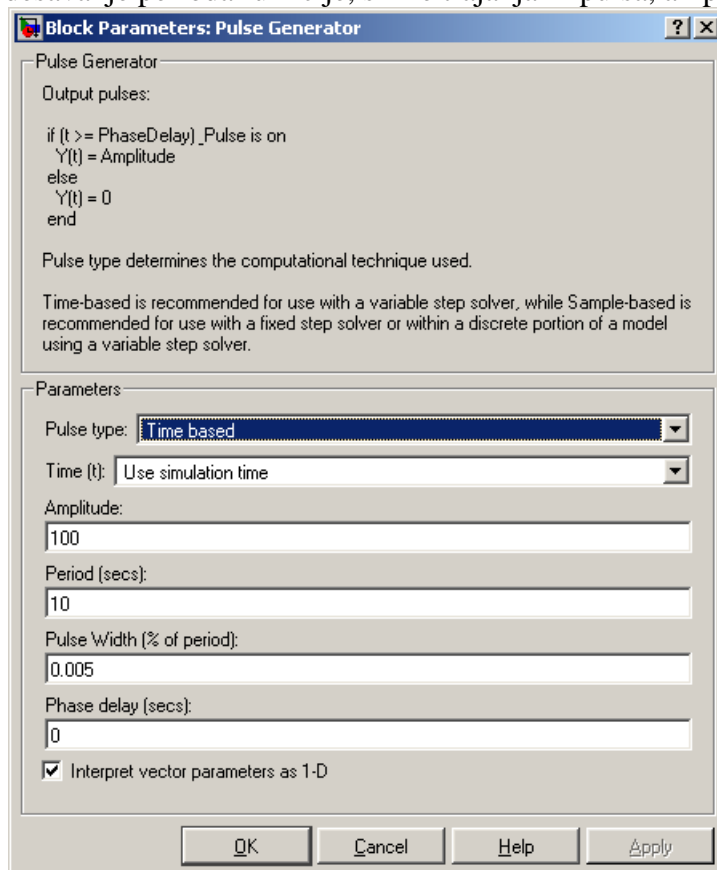 Block Parameters: Pulse Generator
Pulse Generator
Output pulses:
if (t >= PhaseDelay) _Pulse is on
Y(t) = Amplitude
else
Y(t) = 0
end
Pulse type determines the computational technique used.
Time-based is recommended for use with a variable step solver, while Sample-based is
recommended for use with a fixed step solver or within a discrete portion of a model
using a variable step solver.
Parameters
Pulse type: Time based
Time (t): Use simulation time
Amplitude:
100
Period (secs):
10
Pulse Width (% of period):
0.005
Phase delay (secs):
0
Interpret vector parameters as 1-D
OK Cancel Help Apply